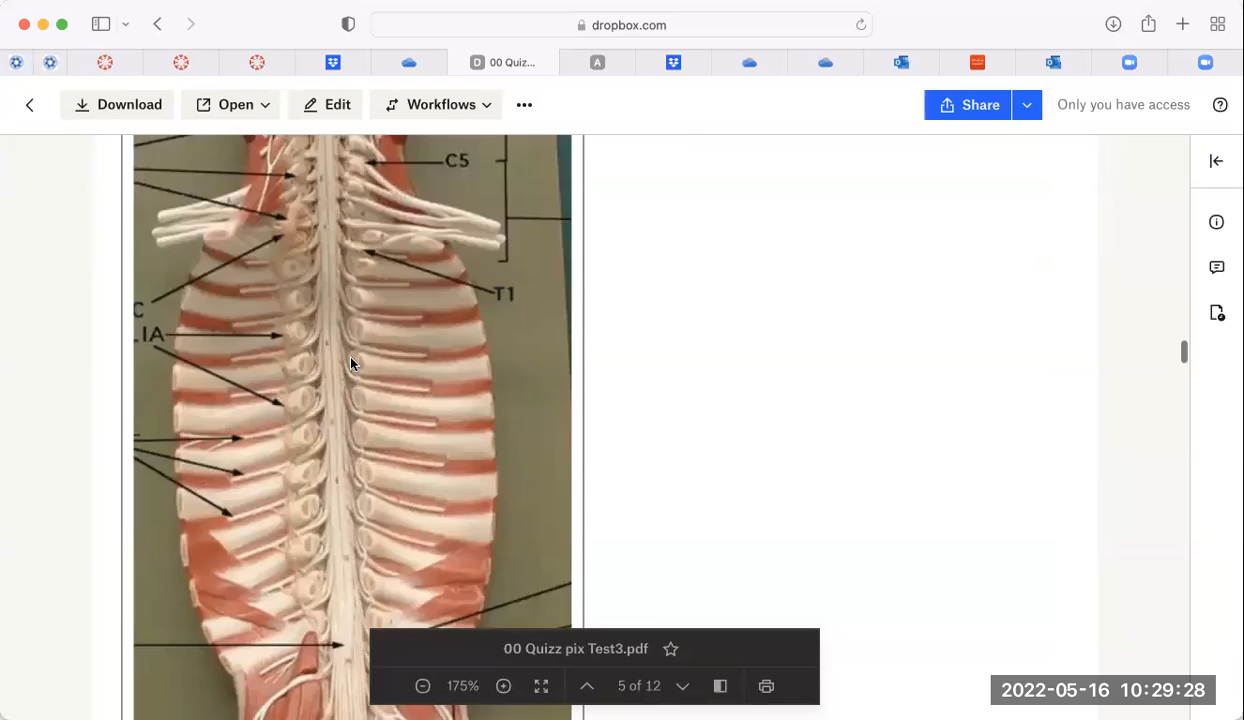 dropbox.com
D 00 Quiz...
A
Download
Open
Edit
Workflows
Share
Only you have access
C5
T1
C
IA
00 Quizz pix Test3.pdf
175%
5 of 12
2022-05-16 10:29:28